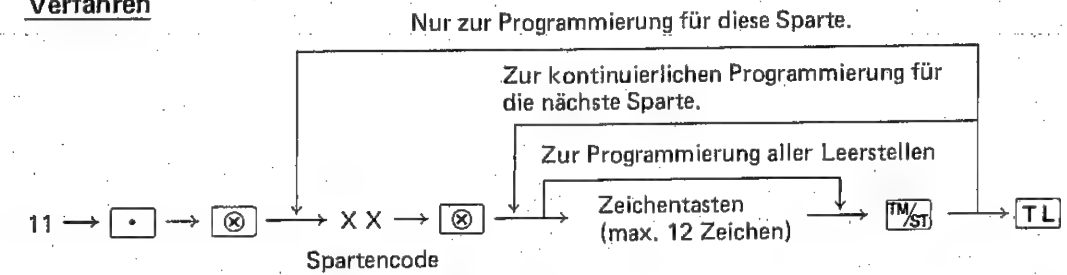 Verfahren
Nur zur Programmierung für diese Sparte.
Zur kontinuierlichen Programmierung für
die nächste Sparte.
Zur Programmierung aller Leerstellen
11 → · → ⊗ → XX → ⊗ → Zeichentasten → TM/ST → TL
(max. 12 Zeichen)
Spartencode